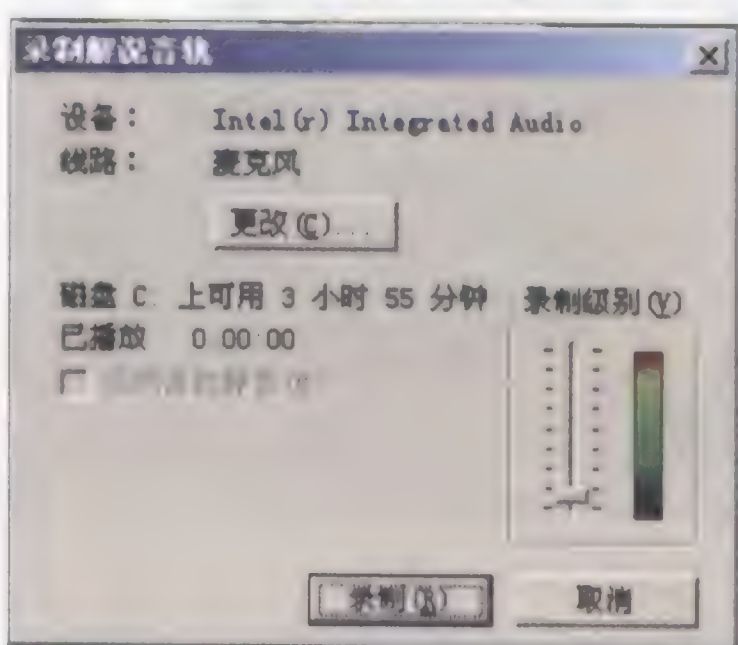 录制解说音轨
设备： Intel(r) Integrated Audio
线路： 麦克风
更改(C)...
磁盘 C: 上可用 3 小时 55 分钟
录制级别(V)
已播放 0:00:00
录制(R)
取消